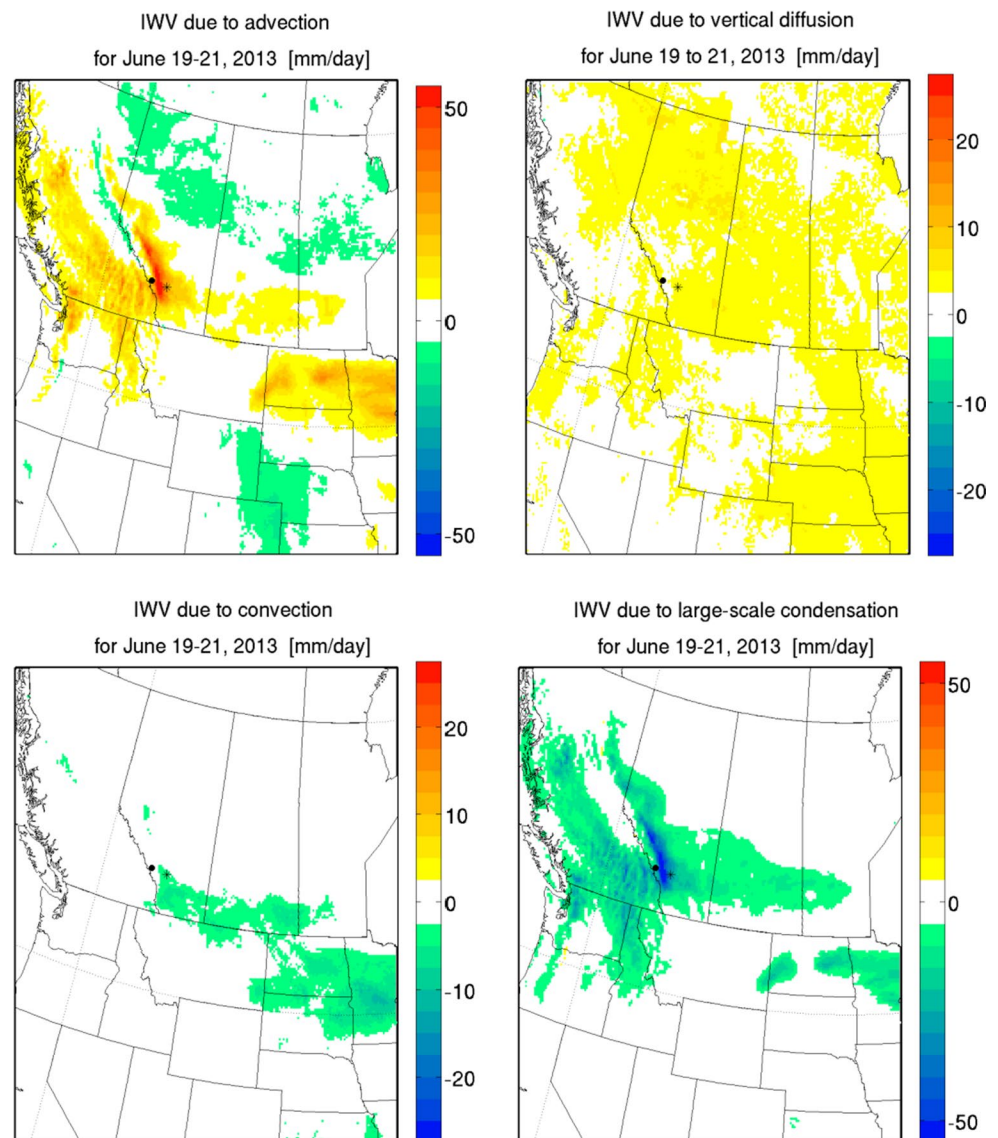 IWV due to advection
for June 19-21, 2013 [mm/day]
50
0
-50
IWV due to vertical diffusion
for June 19 to 21, 2013 [mm/day]
20
10
0
-10
-20
IWV due to convection
for June 19-21, 2013 [mm/day]
20
10
0
-10
-20
IWV due to large-scale condensation
for June 19-21, 2013 [mm/day]
50
0
-50